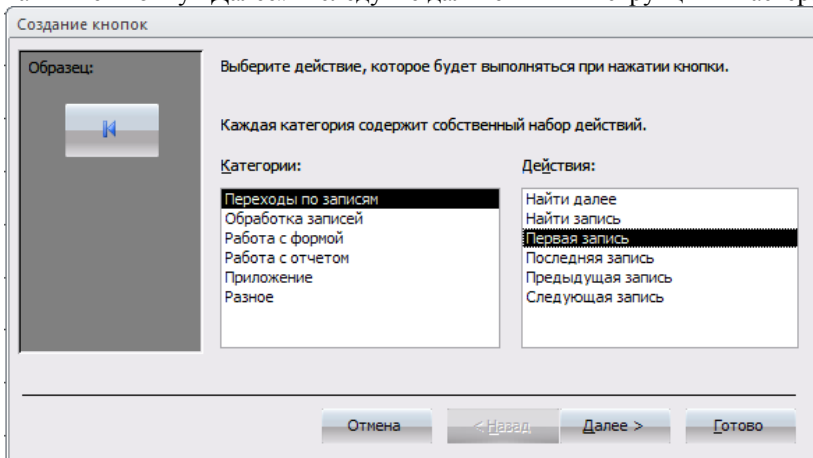 Создание кнопок
Образец:
Выберите действие, которое будет выполняться при нажатии кнопки.
Каждая категория содержит собственный набор действий.
Категории:
Действия:
Переходы по записям
Обработка записей
Работа с формой
Работа с отчетом
Приложение
Разное
Найти далее
Найти запись
Первая запись
Последняя запись
Предыдущая запись
Следующая запись
Отмена
< Назад
Далее >
Готово